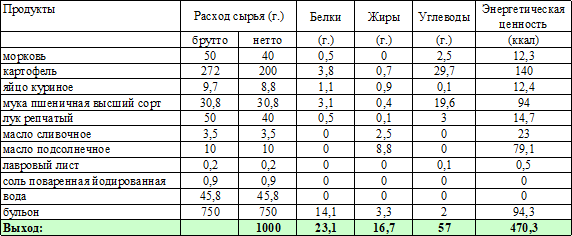 Продукты Расход сырья (г.) Белки Жиры Углеводы Энергетическая ценность
брутто нетто (г.) (г.) (г.) (ккал)
морковь 50 40 0,5 0 2,5 12,3
картофель 272 200 3,8 0,7 29,7 140
яйцо куриное 9,7 8,8 1,1 0,9 0,1 12,4
мука пшеничная высший сорт 30,8 30,8 3,1 0,4 19,6 94
лук репчатый 50 40 0,5 0,1 3 14,7
масло сливочное 3,5 3,5 0 2,5 0 23
масло подсолнечное 10 10 0 8,8 0 79,1
лавровый лист 0,2 0,2 0 0 0,1 0,5
соль поваренная йодированная 0,9 0,9 0 0 0 0
вода 45,8 45,8 0 0 0 0
бульон 750 750 14,1 3,3 2 94,3
Выход: 1000 23,1 16,7 57 470,3